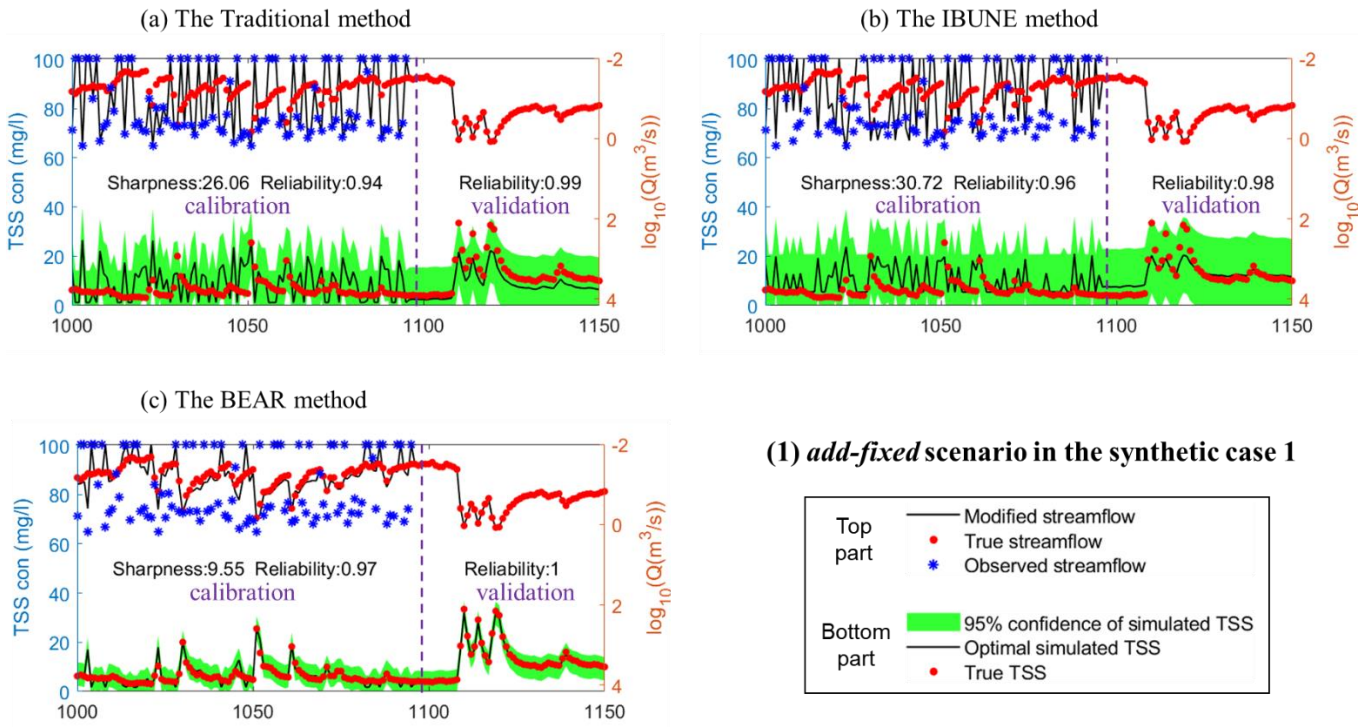 (a) The Traditional method
100
80
60
40
20
0
TSS con (mg/l)
-2
0
2
4
log10(Q(m³/s))
Sharpness:26.06 Reliability:0.94
calibration
Reliability:0.99
validation
1000
1050
1100
1150
(b) The IBUNE method
100
80
60
40
20
0
TSS con (mg/l)
-2
0
2
4
log10(Q(m³/s))
Sharpness:30.72 Reliability:0.96
calibration
Reliability:0.98
validation
1000
1050
1100
1150
(c) The BEAR method
100
80
60
40
20
0
TSS con (mg/l)
-2
0
2
4
log10(Q(m³/s))
Sharpness:9.55 Reliability:0.97
calibration
Reliability:1
validation
1000
1050
1100
1150
(1) add-fixed scenario in the synthetic case 1
Top
part
Modified streamflow
True streamflow
Observed streamflow
Bottom
part
95% confidence of simulated TSS
Optimal simulated TSS
True TSS